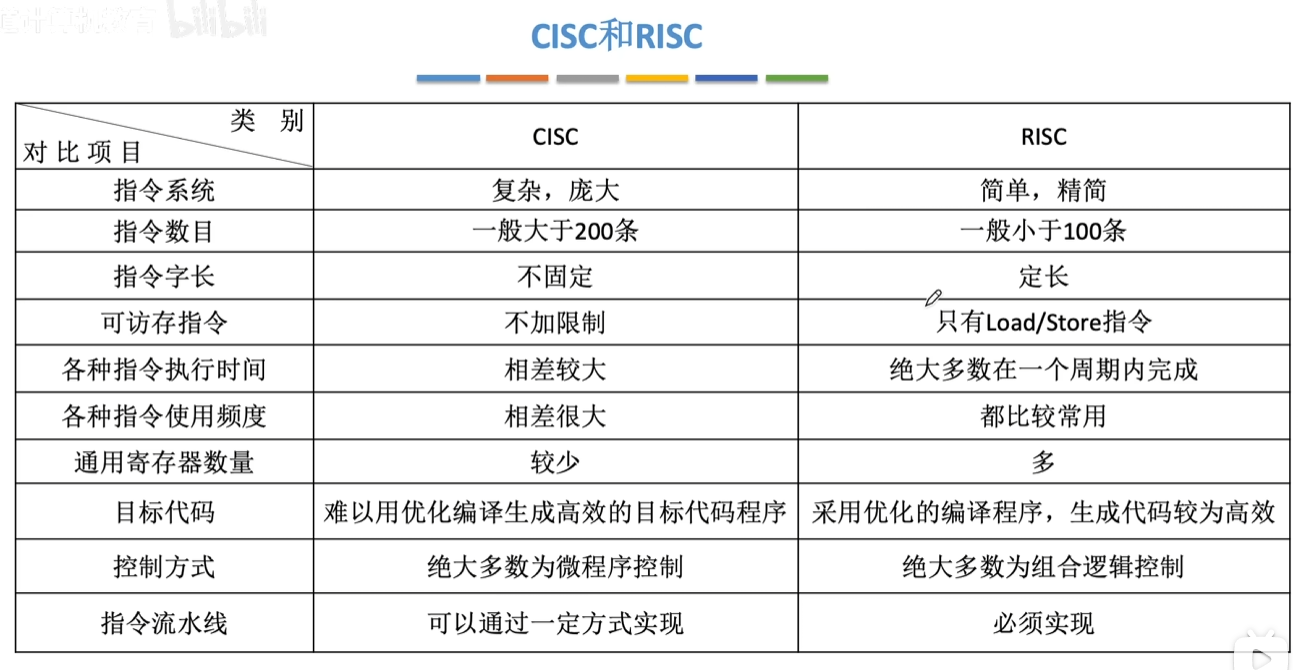 bilibili
CISC和RISC
类 别
对比项目
CISC
RISC
指令系统
复杂，庞大
简单，精简
指令数目
一般大于200条
一般小于100条
指令字长
不固定
定长
可访存指令
不加限制
只有Load/Store指令
各种指令执行时间
相差较大
绝大多数在一个周期内完成
各种指令使用频度
相差很大
都比较常用
通用寄存器数量
较少
多
目标代码
难以用优化编译生成高效的目标代码程序
采用优化的编译程序，生成代码较为高效
控制方式
绝大多数为微程序控制
绝大多数为组合逻辑控制
指令流水线
可以通过一定方式实现
必须实现